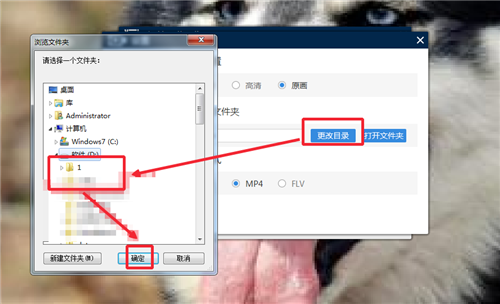 浏览文件夹
请选择一个文件夹:
桌面
库
Administrator
计算机
Windows7 (C:)
软件 (D:)
1
新建文件夹(M)
确定
取消
置
高清
原画
文件夹
更改目录
打开文件夹
MP4
FLV